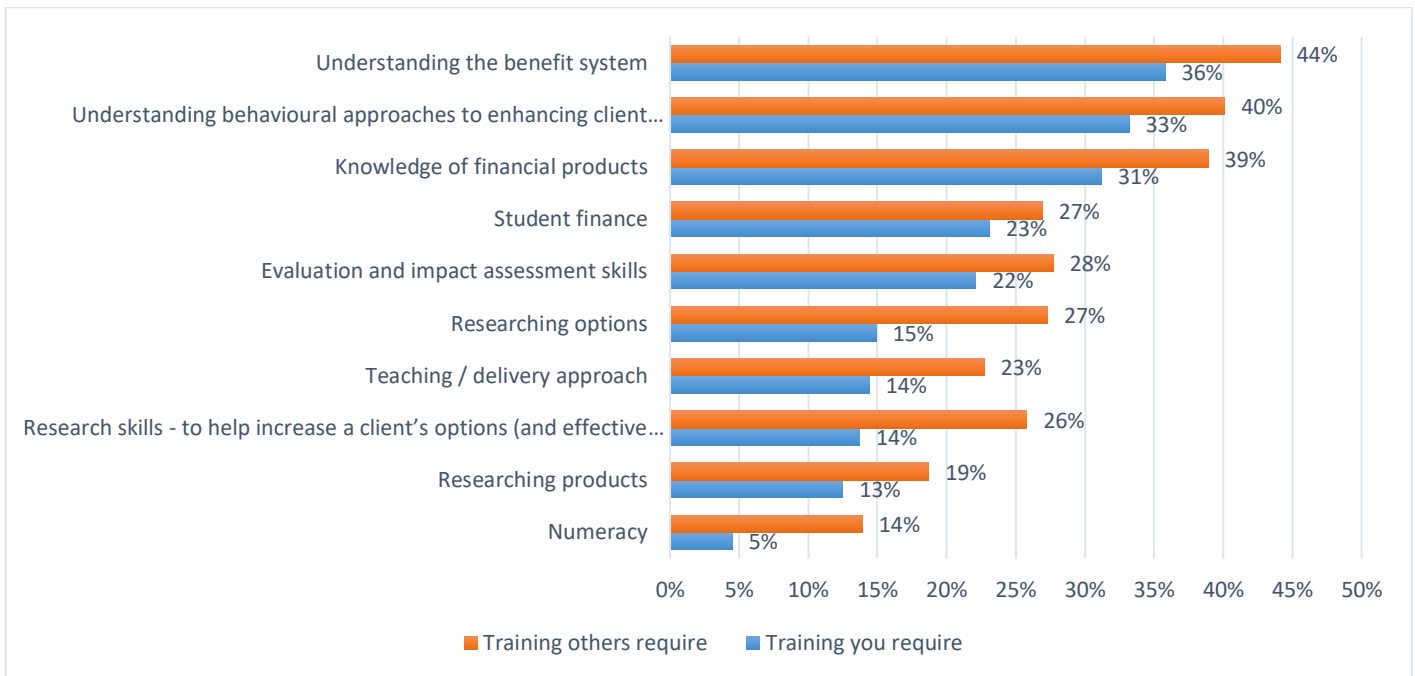 Understanding the benefit system
44%
36%
Understanding behavioural approaches to enhancing client...
40%
33%
Knowledge of financial products
39%
31%
Student finance
27%
23%
Evaluation and impact assessment skills
28%
22%
Researching options
27%
15%
Teaching / delivery approach
23%
14%
Research skills - to help increase a client’s options (and effective...
26%
14%
Researching products
19%
13%
Numeracy
14%
5%
0% 5% 10% 15% 20% 25% 30% 35% 40% 45% 50%
Training others require Training you require